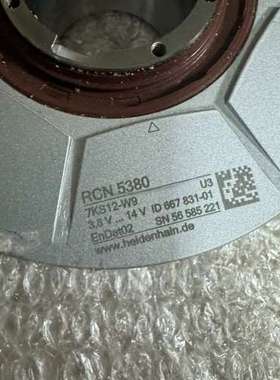 RCN 5380
7KS12-W9 U3
3.6 V ... 14 V ID 667 831-01
EnDat02 SN 56 585 221
www.heidenhain.de